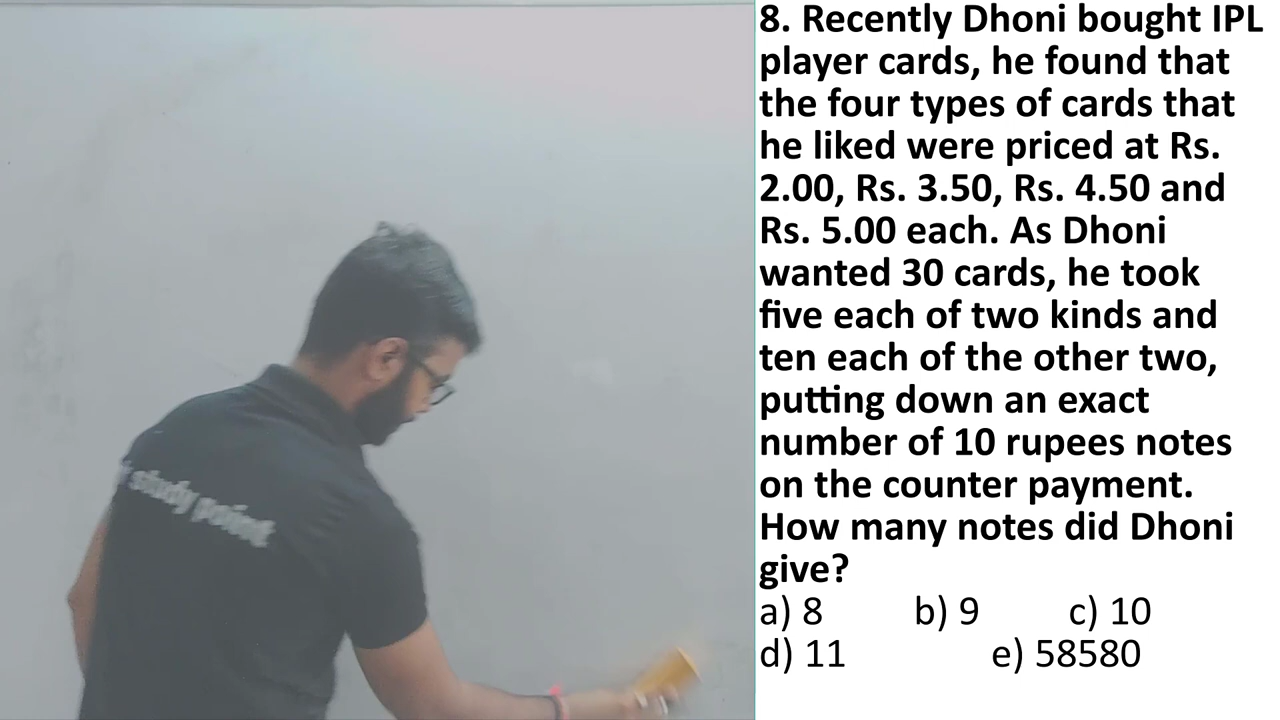 study point
8. Recently Dhoni bought IPL
player cards, he found that
the four types of cards that
he liked were priced at Rs.
2.00, Rs. 3.50, Rs. 4.50 and
Rs. 5.00 each. As Dhoni
wanted 30 cards, he took
five each of two kinds and
ten each of the other two,
putting down an exact
number of 10 rupees notes
on the counter payment.
How many notes did Dhoni
give?
a) 8 b) 9 c) 10
d) 11 e) 58580